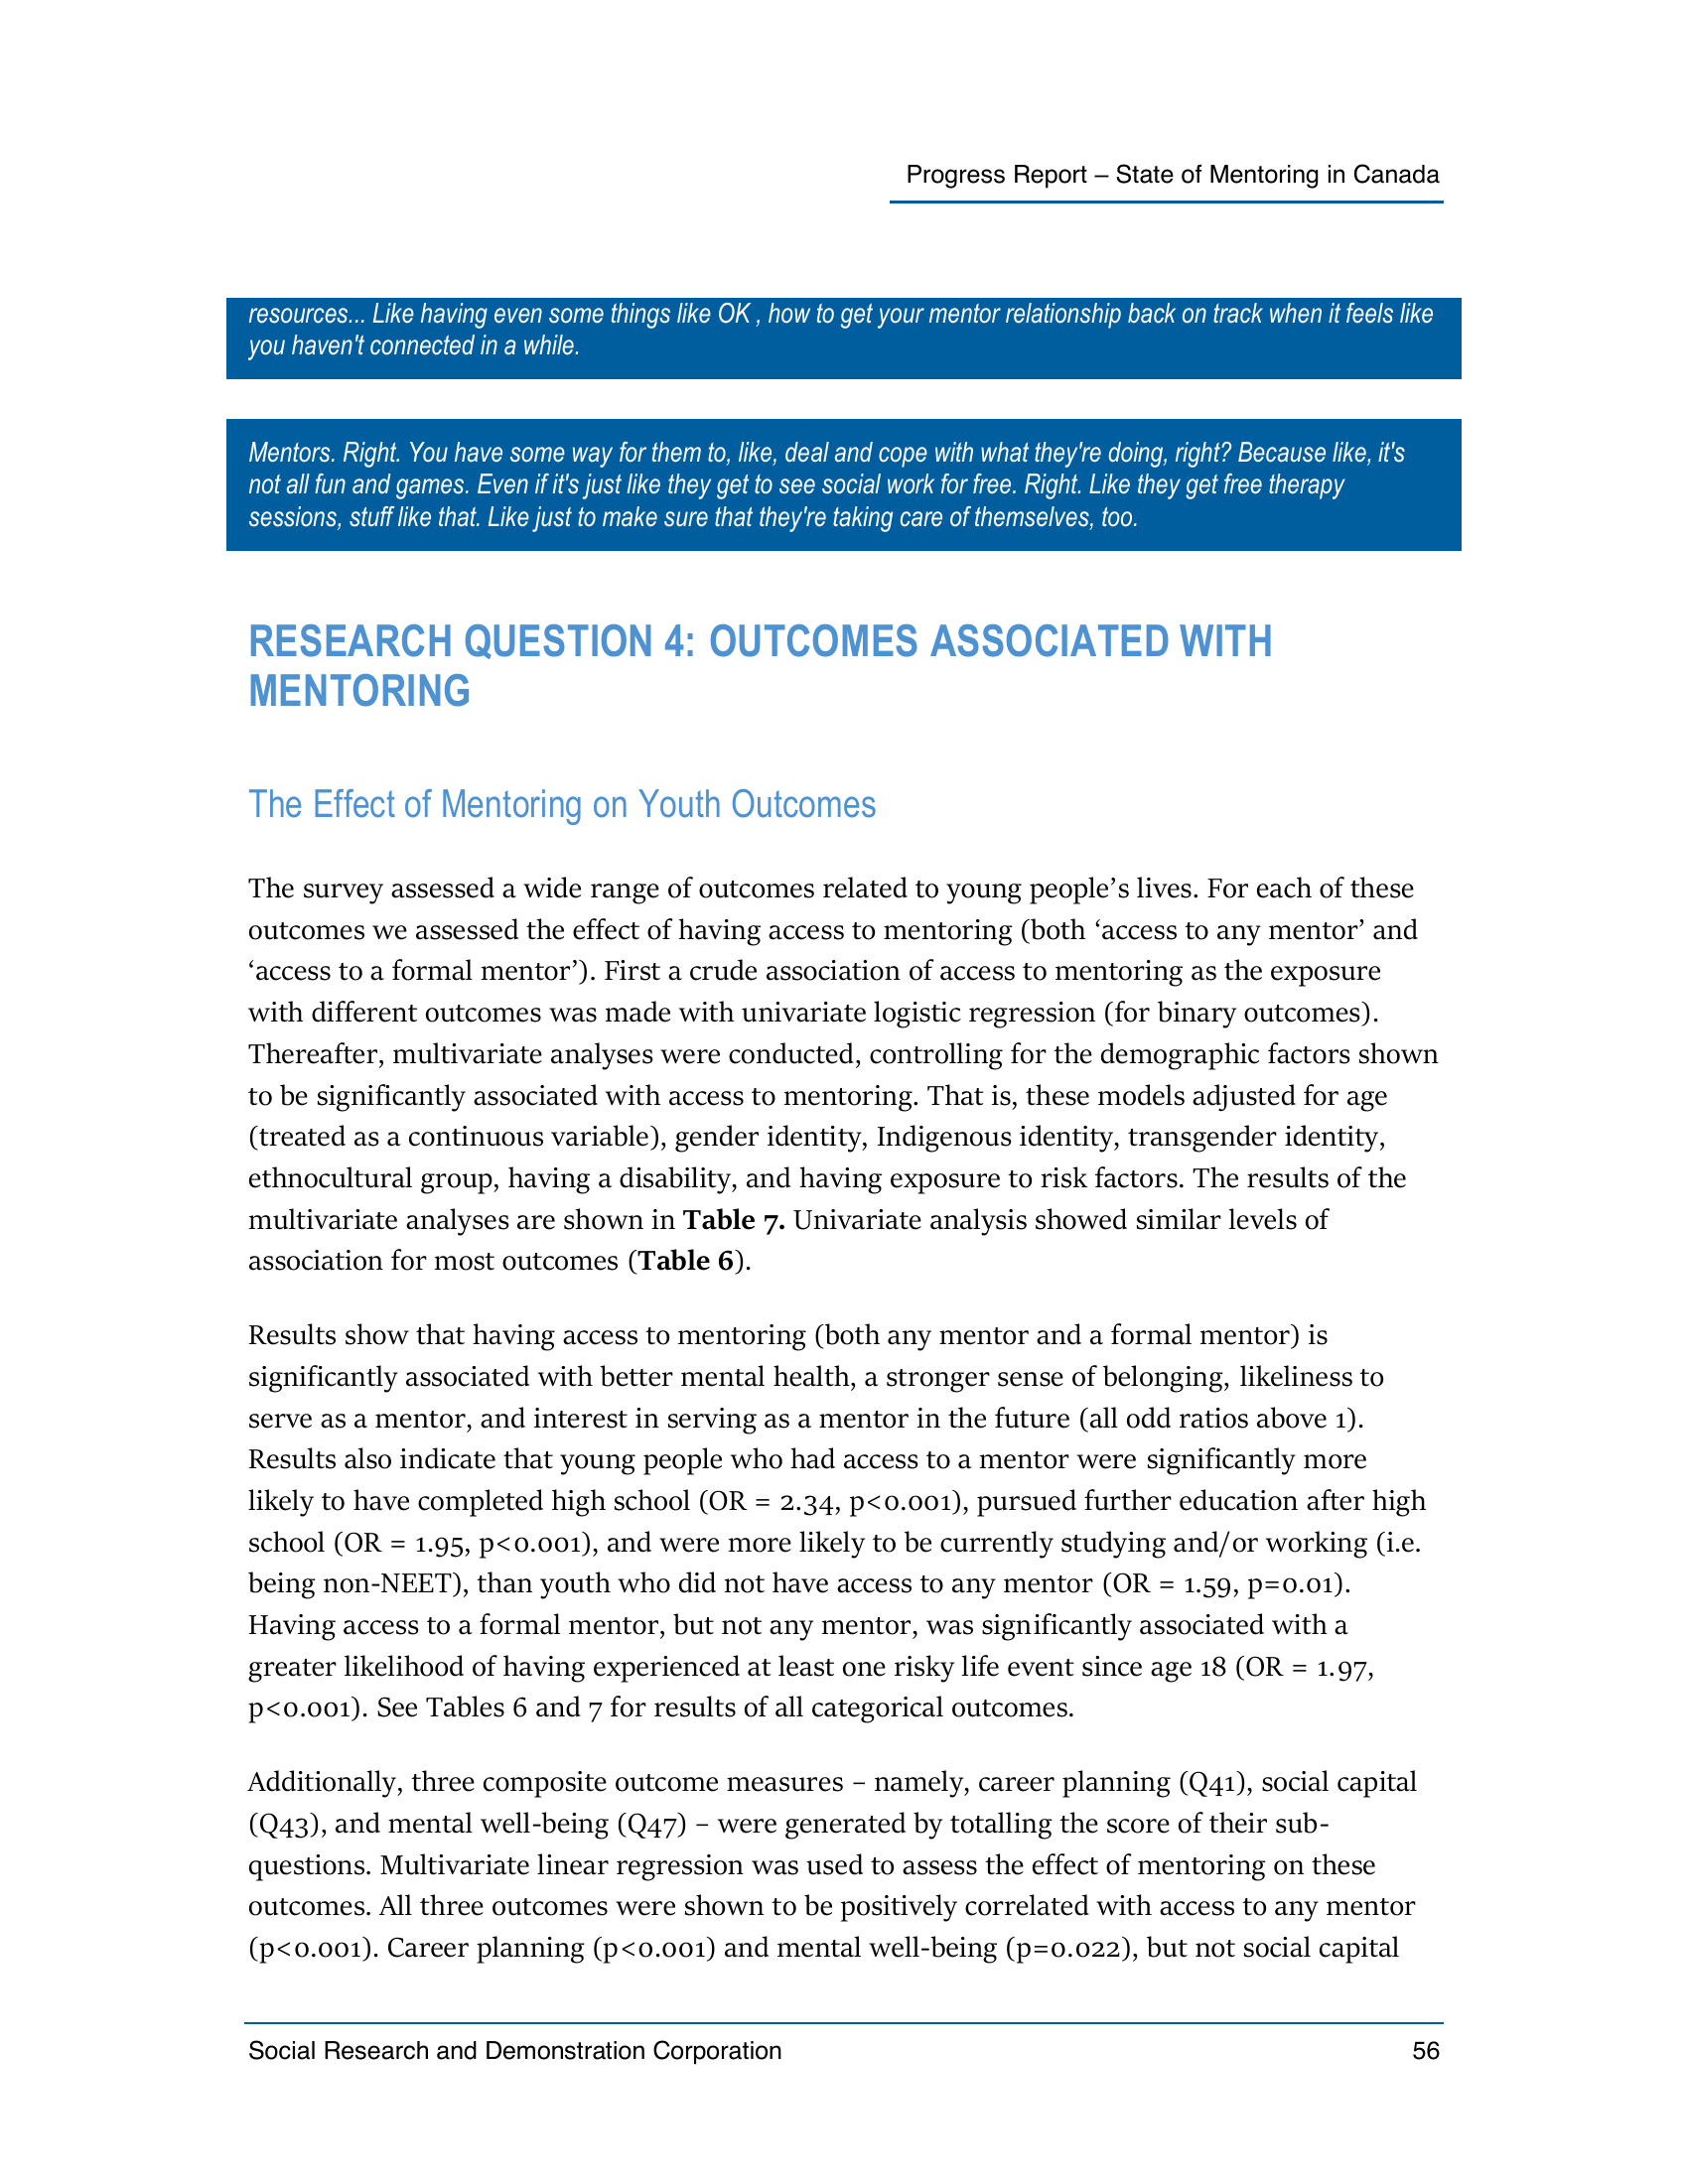 Progress Report – State of Mentoring in Canada
resources... Like having even some things like OK , how to get your mentor relationship back on track when it feels like
you haven't connected in a while.
Mentors. Right. You have some way for them to, like, deal and cope with what they're doing, right? Because like, it's
not all fun and games. Even if it's just like they get to see social work for free. Right. Like they get free therapy
sessions, stuff like that. Like just to make sure that they're taking care of themselves, too.
RESEARCH QUESTION 4: OUTCOMES ASSOCIATED WITH
MENTORING
The Effect of Mentoring on Youth Outcomes
The survey assessed a wide range of outcomes related to young people’s lives. For each of these
outcomes we assessed the effect of having access to mentoring (both ‘access to any mentor’ and
‘access to a formal mentor’). First a crude association of access to mentoring as the exposure
with different outcomes was made with univariate logistic regression (for binary outcomes).
Thereafter, multivariate analyses were conducted, controlling for the demographic factors shown
to be significantly associated with access to mentoring. That is, these models adjusted for age
(treated as a continuous variable), gender identity, Indigenous identity, transgender identity,
ethnocultural group, having a disability, and having exposure to risk factors. The results of the
multivariate analyses are shown in Table 7. Univariate analysis showed similar levels of
association for most outcomes (Table 6).
Results show that having access to mentoring (both any mentor and a formal mentor) is
significantly associated with better mental health, a stronger sense of belonging, likeliness to
serve as a mentor, and interest in serving as a mentor in the future (all odd ratios above 1).
Results also indicate that young people who had access to a mentor were significantly more
likely to have completed high school (OR = 2.34, p<0.001), pursued further education after high
school (OR = 1.95, p<0.001), and were more likely to be currently studying and/or working (i.e.
being non-NEET), than youth who did not have access to any mentor (OR = 1.59, p=0.01).
Having access to a formal mentor, but not any mentor, was significantly associated with a
greater likelihood of having experienced at least one risky life event since age 18 (OR = 1.97,
p<0.001). See Tables 6 and 7 for results of all categorical outcomes.
Additionally, three composite outcome measures – namely, career planning (Q41), social capital
(Q43), and mental well-being (Q47) – were generated by totalling the score of their sub-
questions. Multivariate linear regression was used to assess the effect of mentoring on these
outcomes. All three outcomes were shown to be positively correlated with access to any mentor
(p<0.001). Career planning (p<0.001) and mental well-being (p=0.022), but not social capital
Social Research and Demonstration Corporation 56